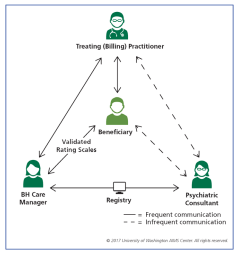 Treating (Billing) Practitioner
Beneficiary
Validated
Rating Scales
BH Care
Manager
Registry
Psychiatric
Consultant
= Frequent communication
= Infrequent communication
© 2017 University of Washington AIMS Center. All rights reserved.